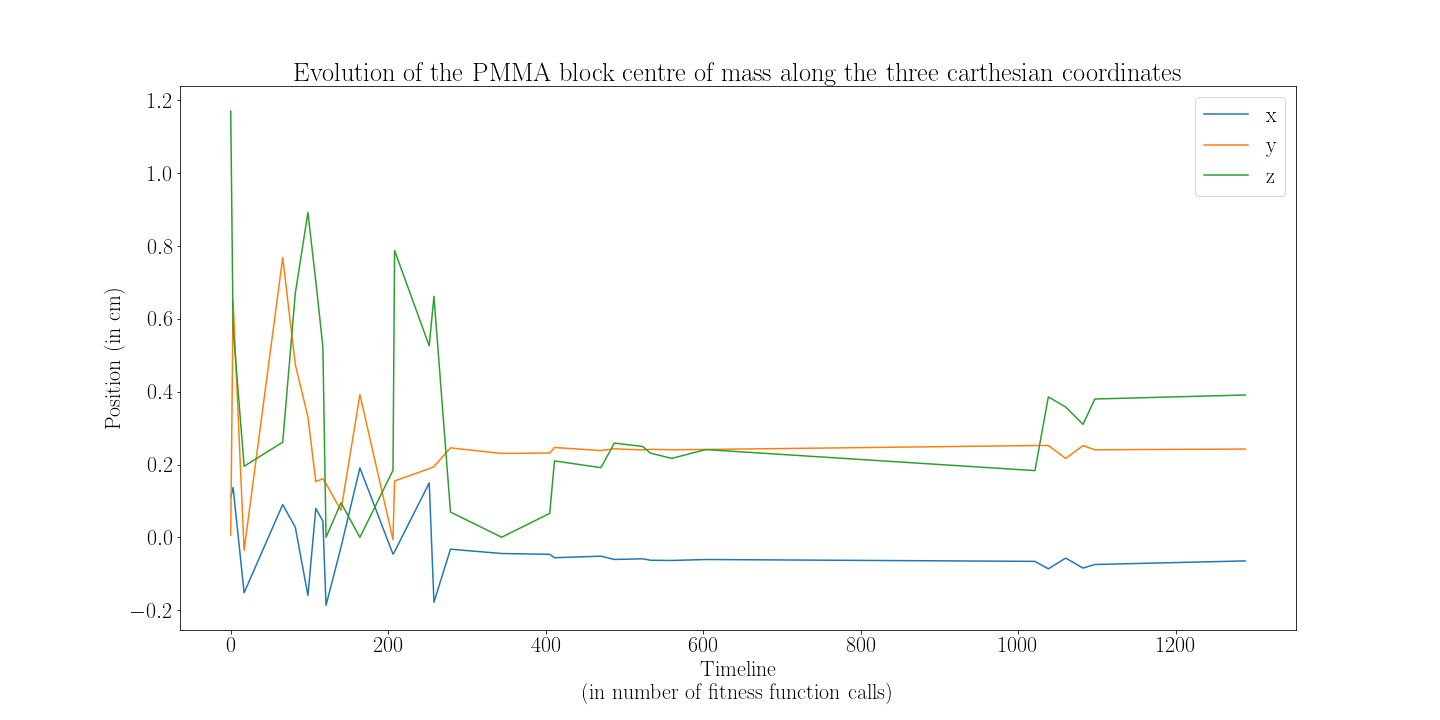 Evolution of the PMMA block centre of mass along the three carthesian coordinates
1.2
1.0
0.8
0.6
0.4
0.2
0.0
−0.2
Position (in cm)
x
y
z
0 200 400 600 800 1000 1200
Timeline
(in number of fitness function calls)